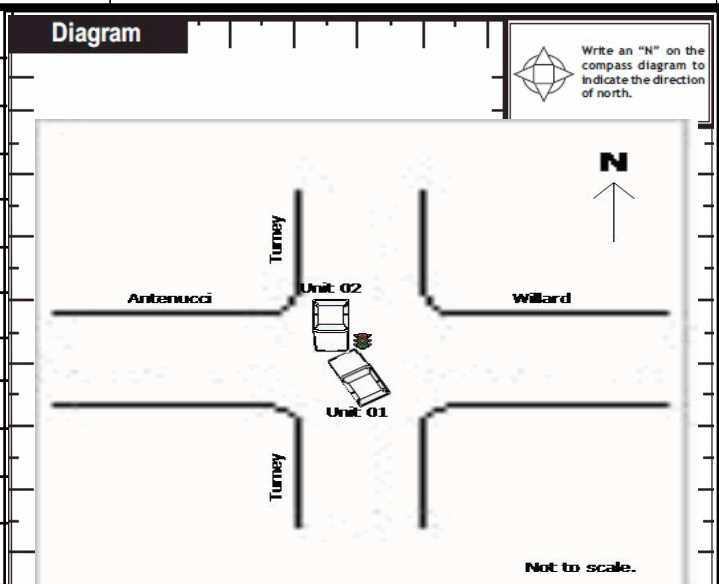 Diagram
Write an “N” on the
compass diagram to
indicate the direction
of north.
N
Turney
Unit 02
Antenucci
Willard
Unit 01
Turney
Not to scale.